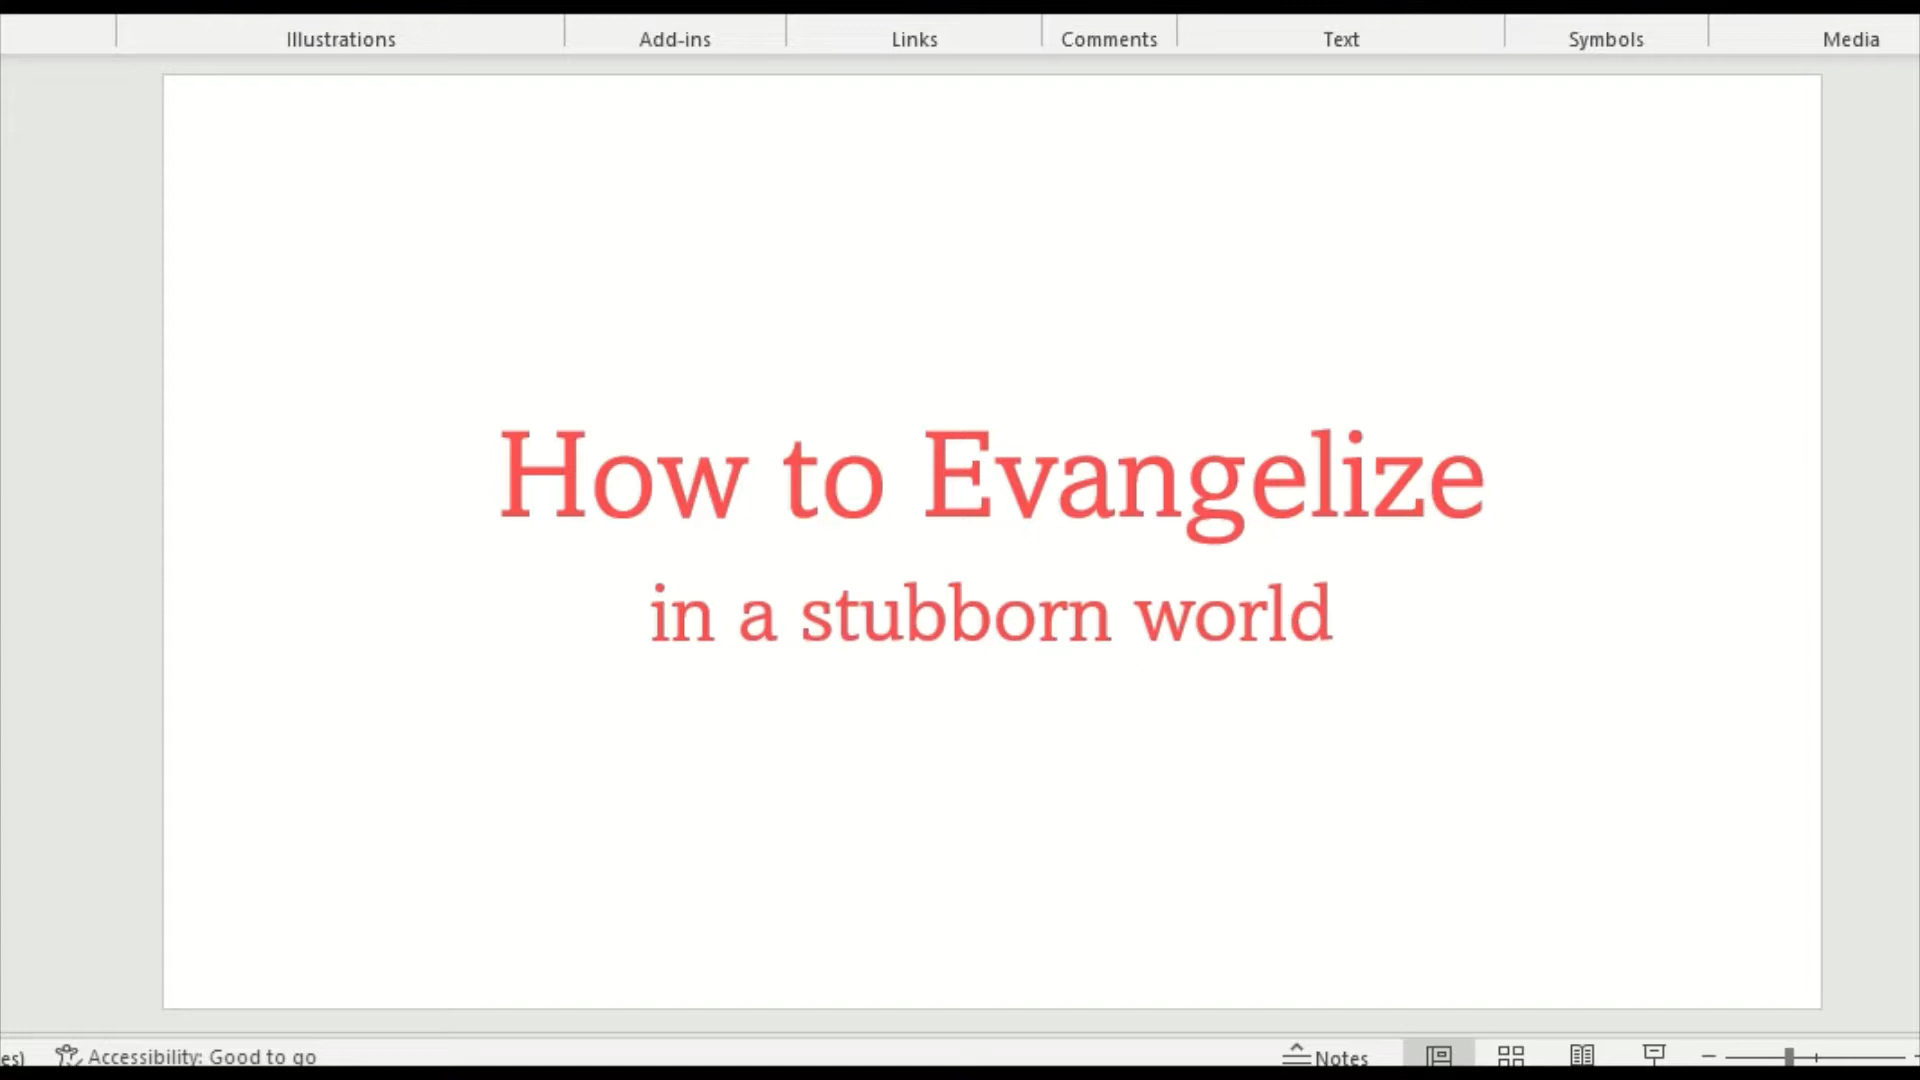 Illustrations Add-ins Links Comments Text Symbols Media
How to Evangelize
in a stubborn world
es) Accessibility: Good to go Notes